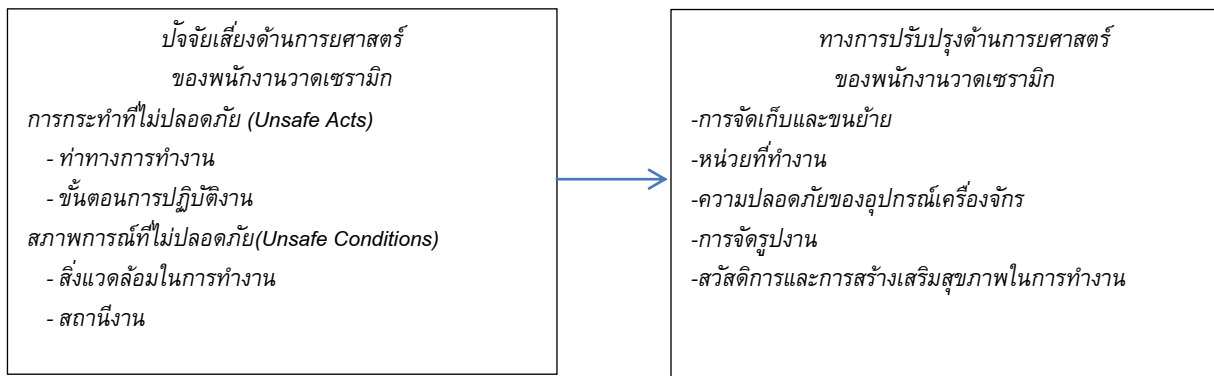 ปัจจัยเสี่ยงด้านการยศาสตร์
ของพนักงานวาดเซรามิก
การกระทำที่ไม่ปลอดภัย (Unsafe Acts)
- ท่าทางการทำงาน
- ขั้นตอนการปฏิบัติงาน
สภาพการณ์ที่ไม่ปลอดภัย(Unsafe Conditions)
- สิ่งแวดล้อมในการทำงาน
- สถานีงาน
ทางการปรับปรุงด้านการยศาสตร์
ของพนักงานวาดเซรามิก
-การจัดเก็บและขนย้าย
-หน่วยที่ทำงาน
-ความปลอดภัยของอุปกรณ์เครื่องจักร
-การจัดรูปงาน
-สวัสดิการและการสร้างเสริมสุขภาพในการทำงาน